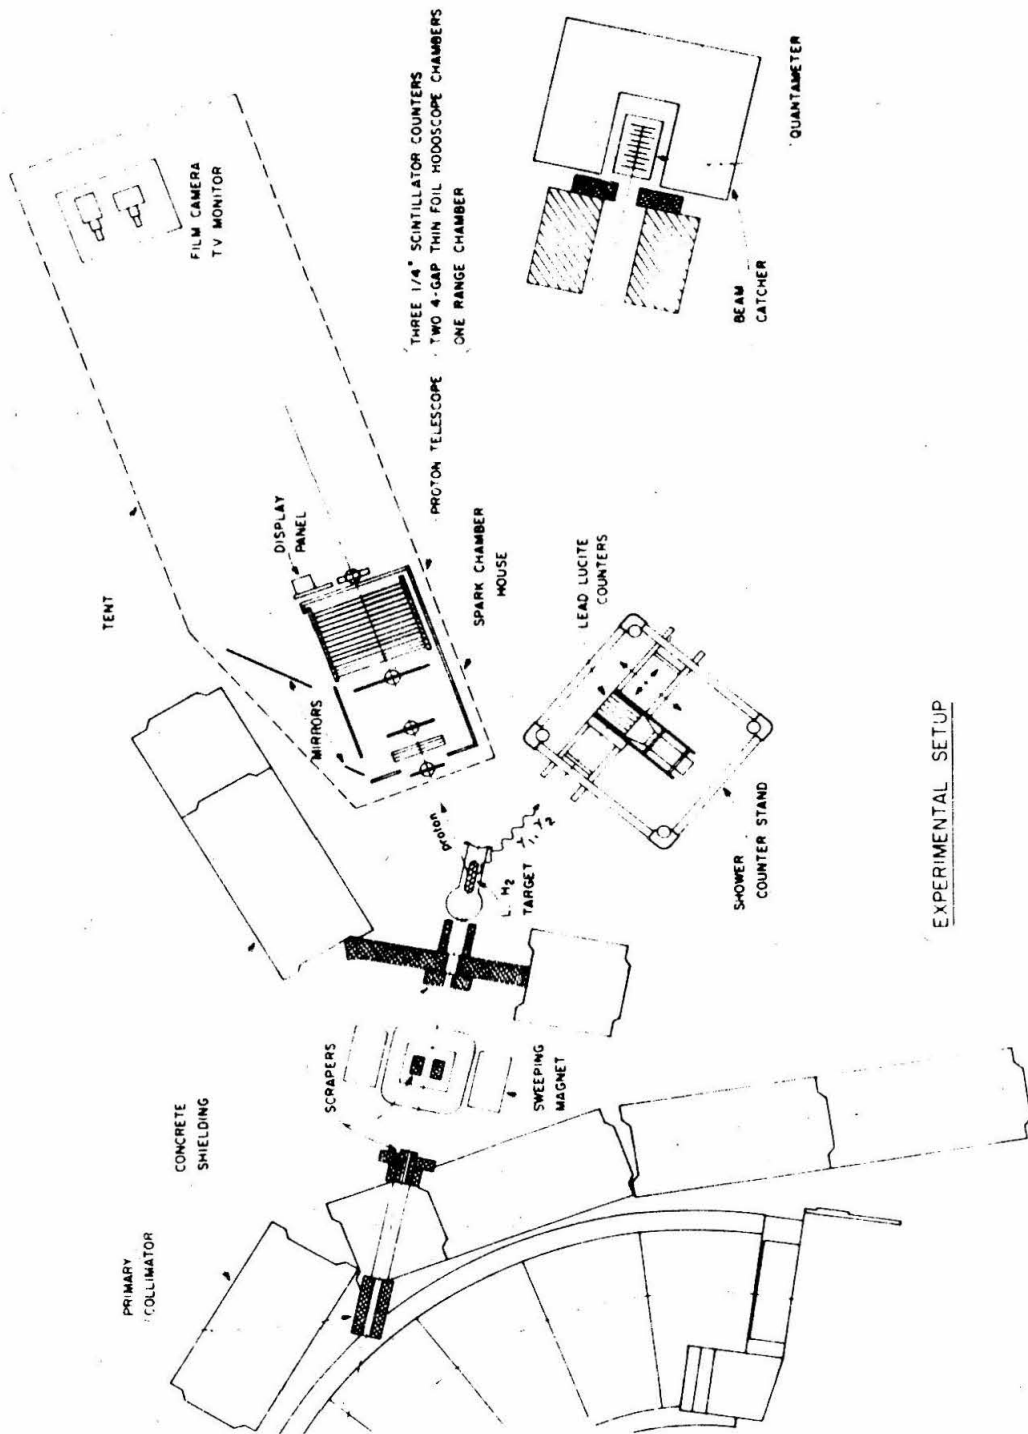 TENT
FILM CAMERA
TV MONITOR
DISPLAY
PANEL
MIRRORS
THREE 1/4" SCINTILLATOR COUNTERS
PROTON TELESCOPE TWO 4-GAP THIN FOIL HODOSCOPE CHAMBERS
ONE RANGE CHAMBER
SPARK CHAMBER
HOUSE
LEAD LUCITE
COUNTERS
QUANTAMETER
BEAM
CATCHER
PRIMARY
COLLIMATOR
CONCRETE
SHIELDING
SCRAPERS
SWEEPING
MAGNET
proton
γ1, γ2
L. H2
TARGET
SHOWER
COUNTER STAND
EXPERIMENTAL SETUP